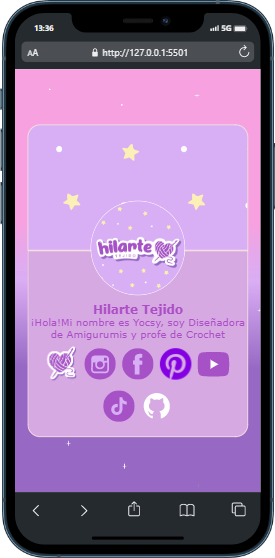 13:36
5G
AA http://127.0.0.1:5501
hilarte
TEJIDO
Hilarte Tejido
¡Hola!Mi nombre es Yocsy, soy Diseñadora
de Amigurumis y profe de Crochet